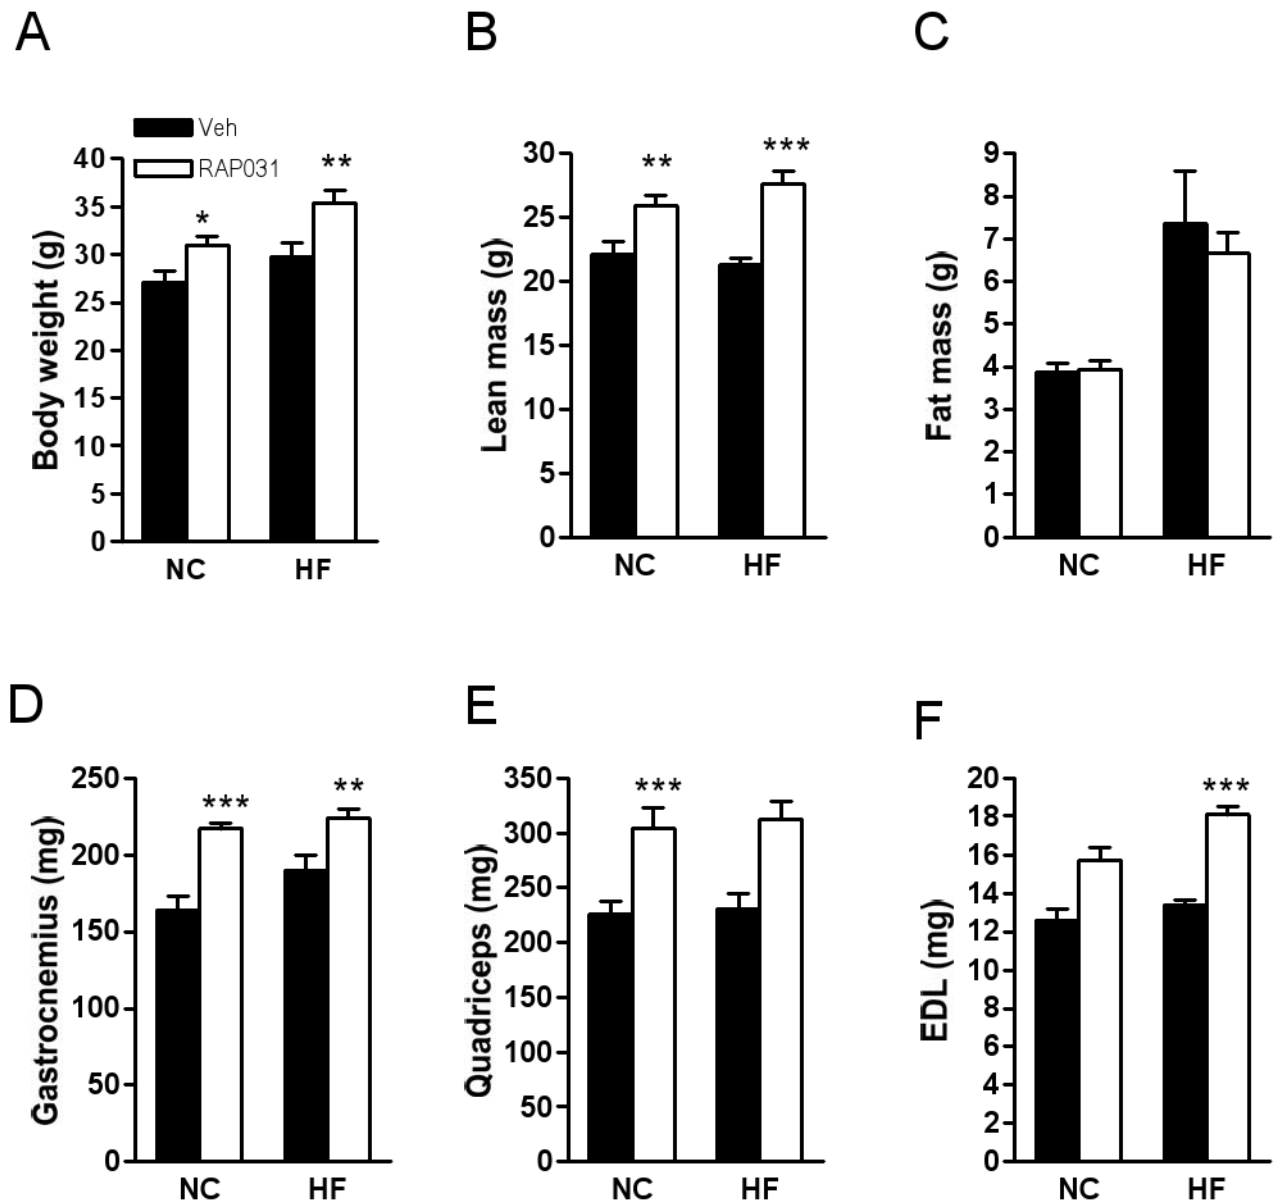 A
Veh
RAP031
Body weight (g)
40
35
30
25
20
15
10
5
0
*
**
NC
HF
B
Lean mass (g)
30
25
20
15
10
5
0
**
***
NC
HF
C
Fat mass (g)
9
8
7
6
5
4
3
2
1
0
NC
HF
D
Gastrocnemius (mg)
250
200
150
100
50
0
***
**
NC
HF
E
Quadriceps (mg)
350
300
250
200
150
100
50
0
***
NC
HF
F
EDL (mg)
20
18
16
14
12
10
8
6
4
2
0
***
NC
HF